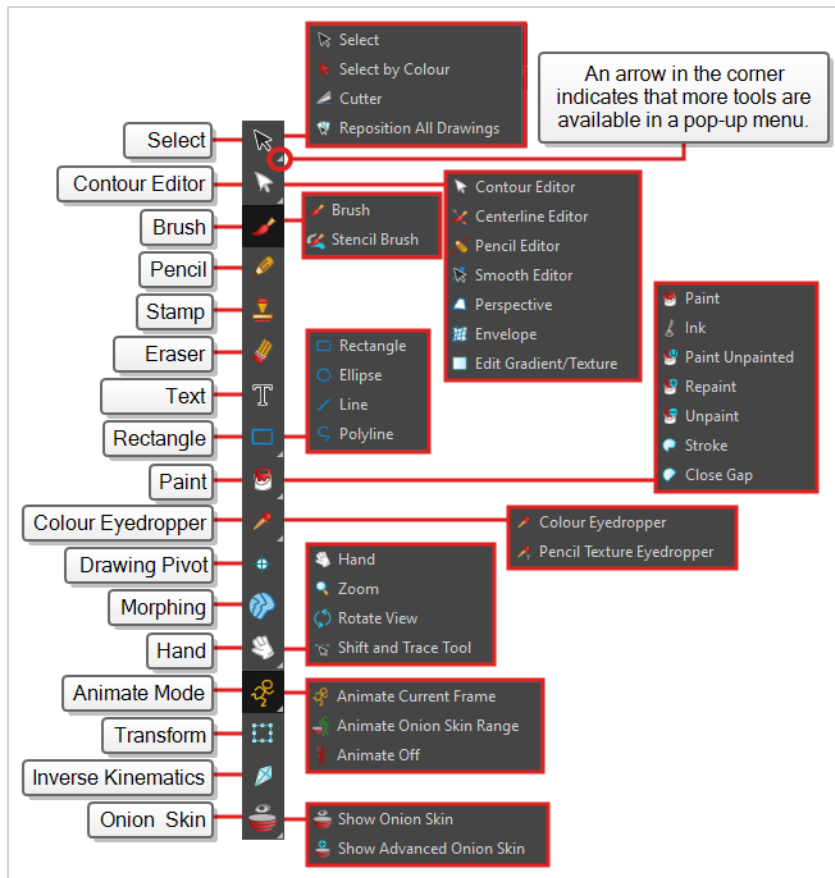 Select
Select by Colour
Cutter
Reposition All Drawings
An arrow in the corner
indicates that more tools are
available in a pop-up menu.
Select
Contour Editor
Brush
Pencil
Stamp
Eraser
Text
Rectangle
Paint
Colour Eyedropper
Drawing Pivot
Morphing
Hand
Animate Mode
Transform
Inverse Kinematics
Onion Skin
Contour Editor
Centerline Editor
Pencil Editor
Smooth Editor
Perspective
Envelope
Edit Gradient/Texture
Brush
Stencil Brush
Paint
Ink
Paint Unpainted
Repaint
Unpaint
Stroke
Close Gap
Rectangle
Ellipse
Line
Polyline
Colour Eyedropper
Pencil Texture Eyedropper
Hand
Zoom
Rotate View
Shift and Trace Tool
Animate Current Frame
Animate Onion Skin Range
Animate Off
Show Onion Skin
Show Advanced Onion Skin